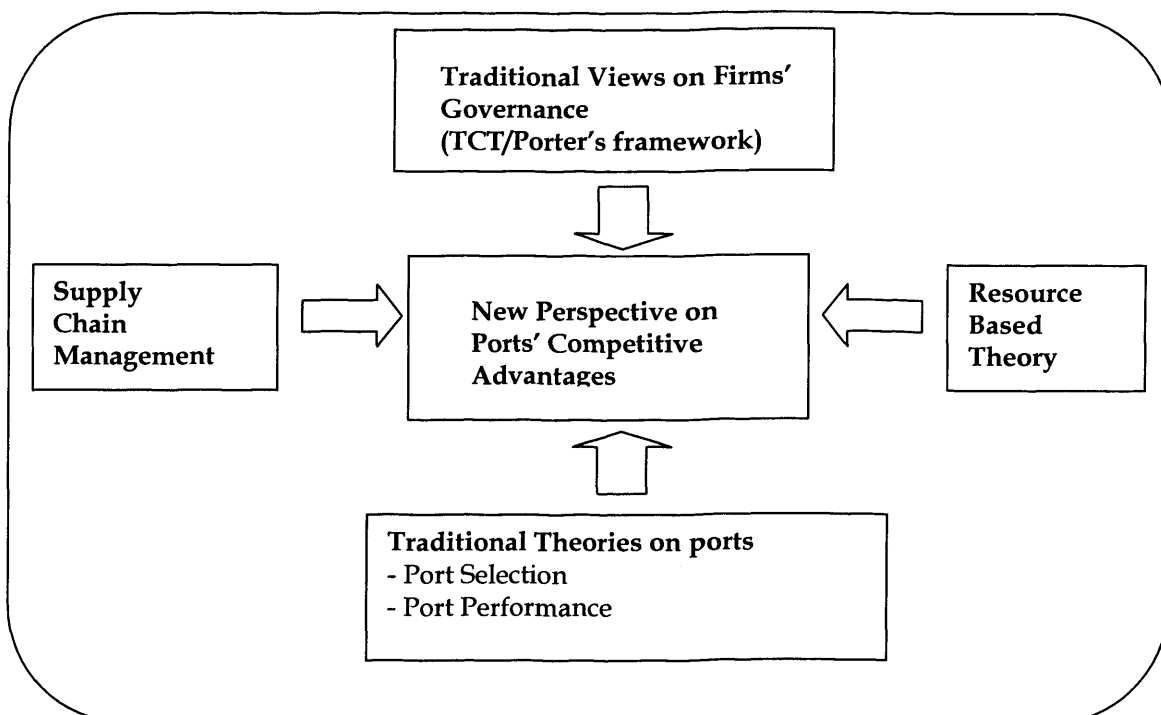 Traditional Views on Firms'
Governance
(TCT/Porter's framework)
Supply
Chain
Management
New Perspective on
Ports' Competitive
Advantages
Resource
Based
Theory
Traditional Theories on ports
- Port Selection
- Port Performance